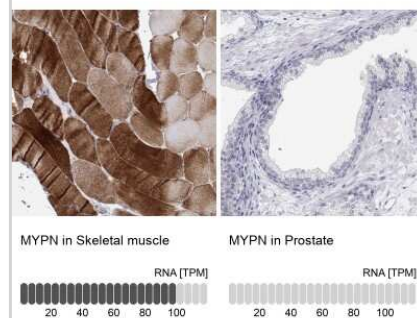 MYPN in Skeletal muscle
RNA [TPM]
20 40 60 80 100
MYPN in Prostate
RNA [TPM]
20 40 60 80 100